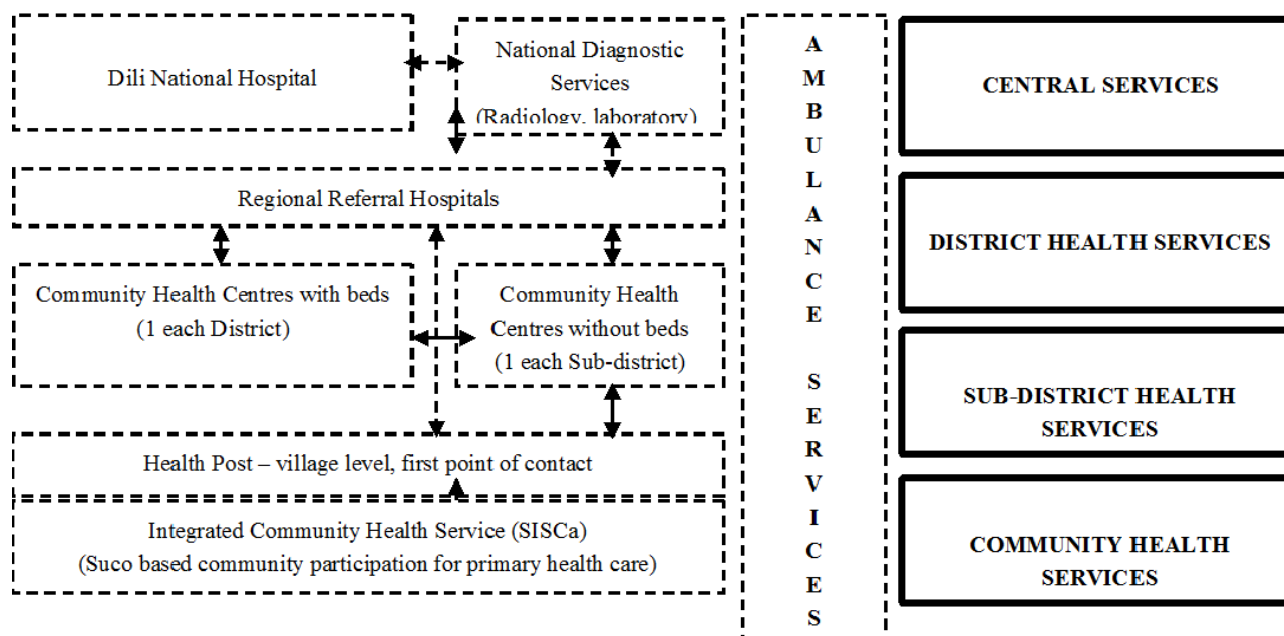 Dili National Hospital
National Diagnostic
Services
(Radiology, laboratory)
Regional Referral Hospitals
Community Health Centres with beds
(1 each District)
Community Health
Centres without beds
(1 each Sub-district)
Health Post – village level, first point of contact
Integrated Community Health Service (SISCa)
(Suco based community participation for primary health care)
A
M
B
U
L
A
N
C
E
S
E
R
V
I
C
E
S
CENTRAL SERVICES
DISTRICT HEALTH SERVICES
SUB-DISTRICT HEALTH
SERVICES
COMMUNITY HEALTH
SERVICES